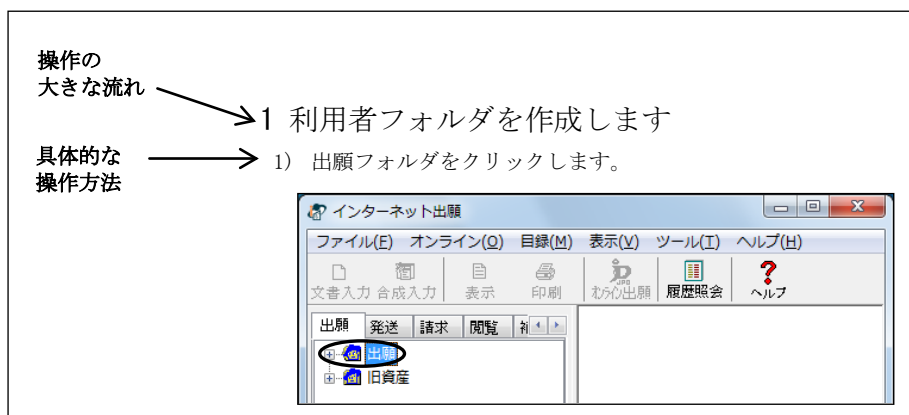 操作の
大きな流れ
1 利用者フォルダを作成します
具体的な
操作方法
1) 出願フォルダをクリックします。
インターネット出願
ファイル(F) オンライン(O) 目録(M) 表示(V) ツール(T) ヘルプ(H)
文書入力 合成入力 表示 印刷 オンライン出願 履歴照会 ヘルプ
出願 発送 請求 閲覧
出願
旧資産